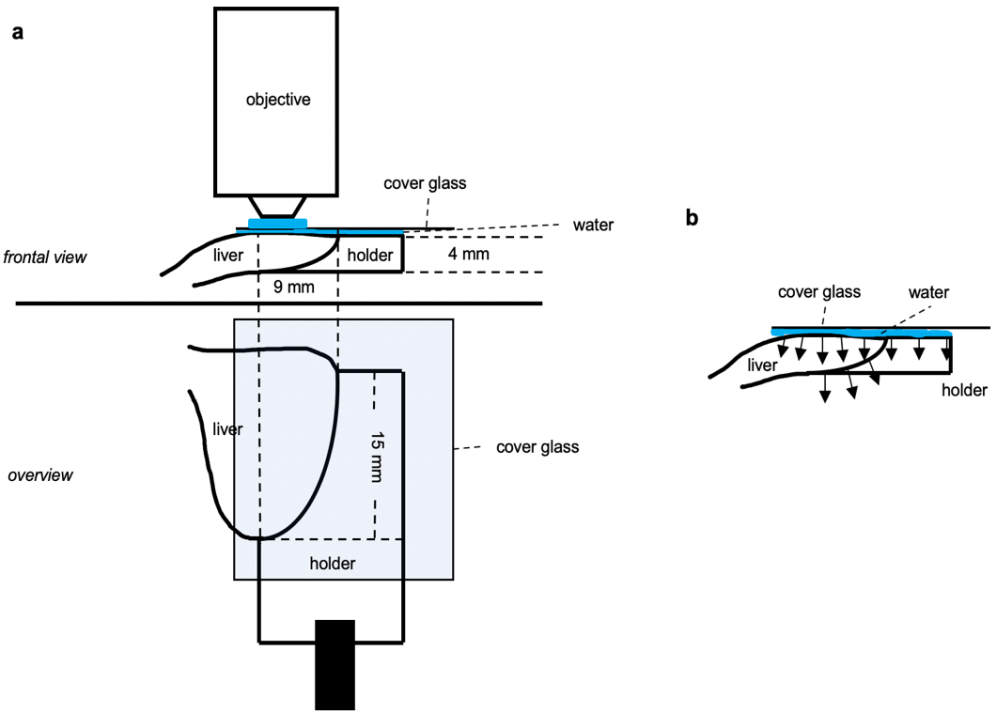 a
objective
cover glass
water
frontal view
liver
holder
4 mm
9 mm
liver
15 mm
cover glass
overview
holder
b
cover glass
water
liver
holder